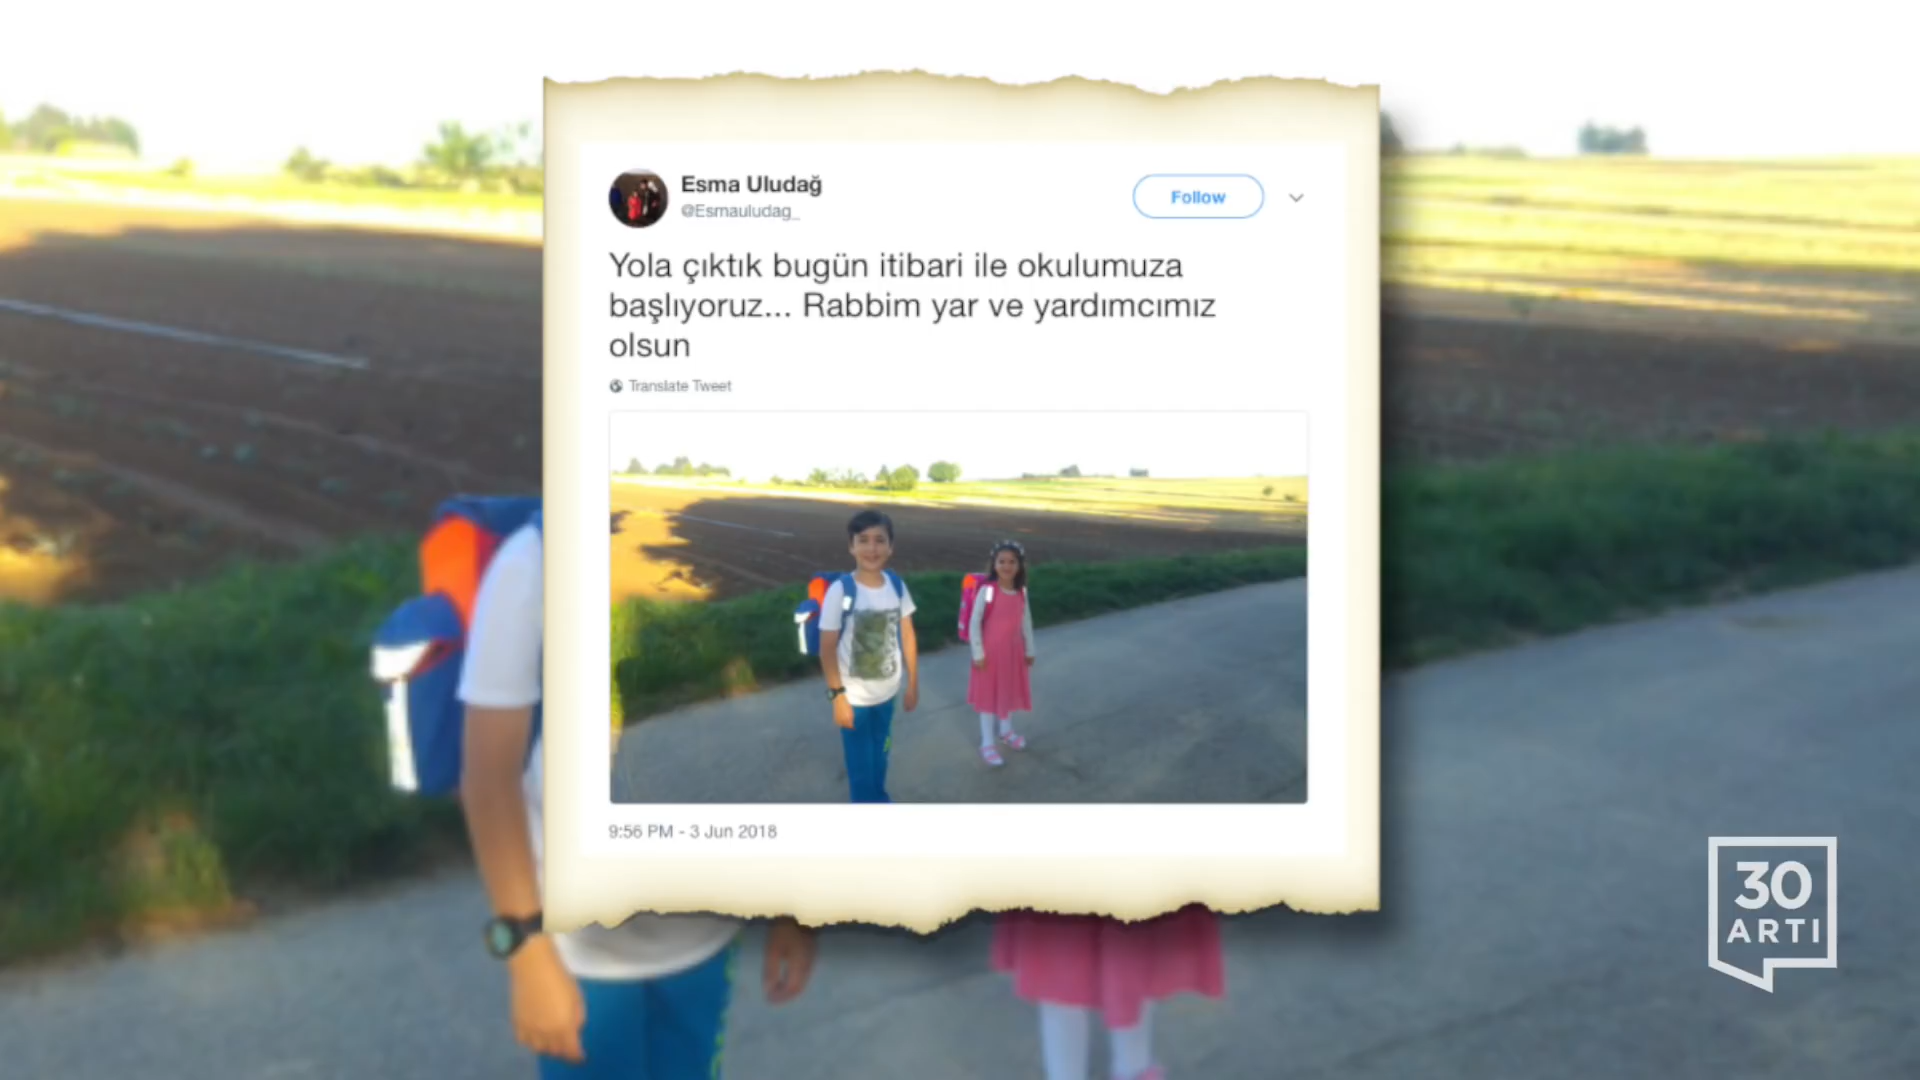 Esma Uludağ
@Esmauludag_
Follow
Yola çıktık bugün itibari ile okulumuza
başlıyoruz... Rabbim yar ve yardımcımız
olsun
Translate Tweet
9:56 PM - 3 Jun 2018
30
ARTI